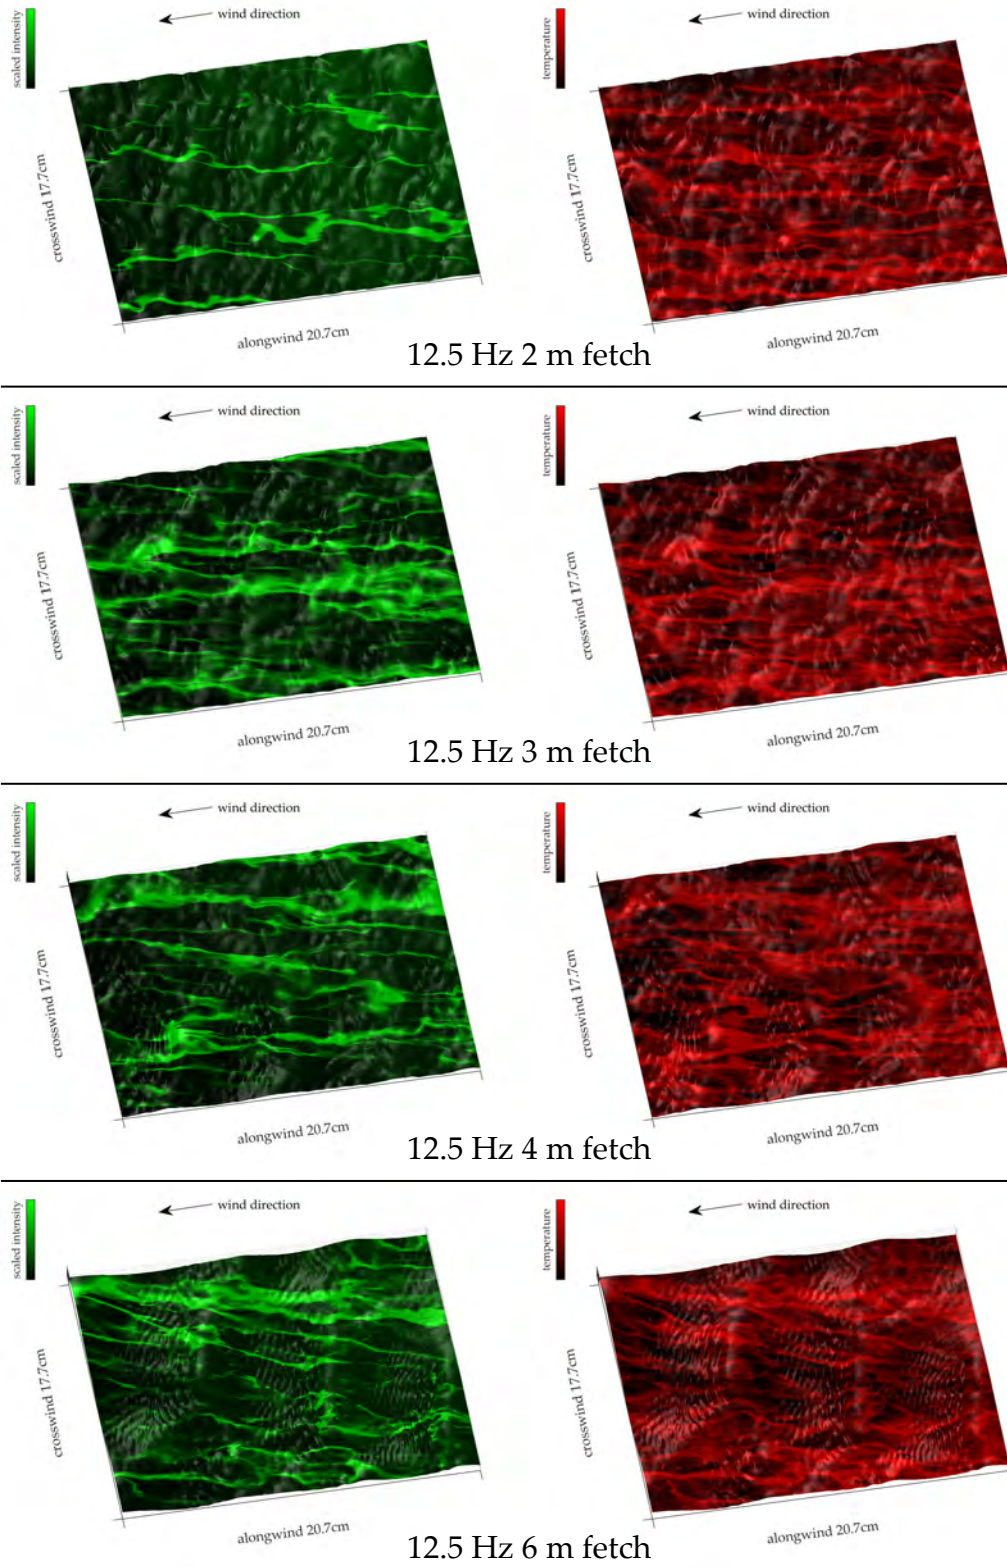 wind direction
wind direction
scaled intensity
temperature
crosswind 17.7cm
crosswind 17.7cm
alongwind 20.7cm
alongwind 20.7cm
12.5 Hz 2 m fetch
wind direction
wind direction
scaled intensity
temperature
crosswind 17.7cm
crosswind 17.7cm
alongwind 20.7cm
alongwind 20.7cm
12.5 Hz 3 m fetch
wind direction
wind direction
scaled intensity
temperature
crosswind 17.7cm
crosswind 17.7cm
alongwind 20.7cm
alongwind 20.7cm
12.5 Hz 4 m fetch
wind direction
wind direction
scaled intensity
temperature
crosswind 17.7cm
crosswind 17.7cm
alongwind 20.7cm
alongwind 20.7cm
12.5 Hz 6 m fetch